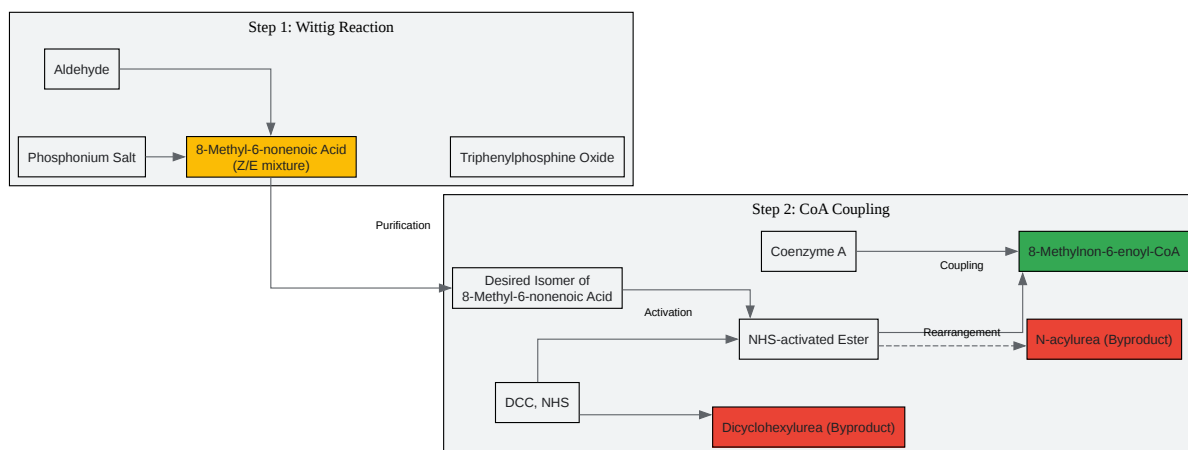 Step 1: Wittig Reaction
Aldehyde
Phosphonium Salt
8-Methyl-6-nonenoic Acid
(Z/E mixture)
Triphenylphosphine Oxide
Purification
Step 2: CoA Coupling
Coenzyme A
Coupling
8-Methylnon-6-enoyl-CoA
Desired Isomer of
8-Methyl-6-nonenoic Acid
Activation
NHS-activated Ester
Rearrangement
N-acylurea (Byproduct)
DCC, NHS
Dicyclohexylurea (Byproduct)